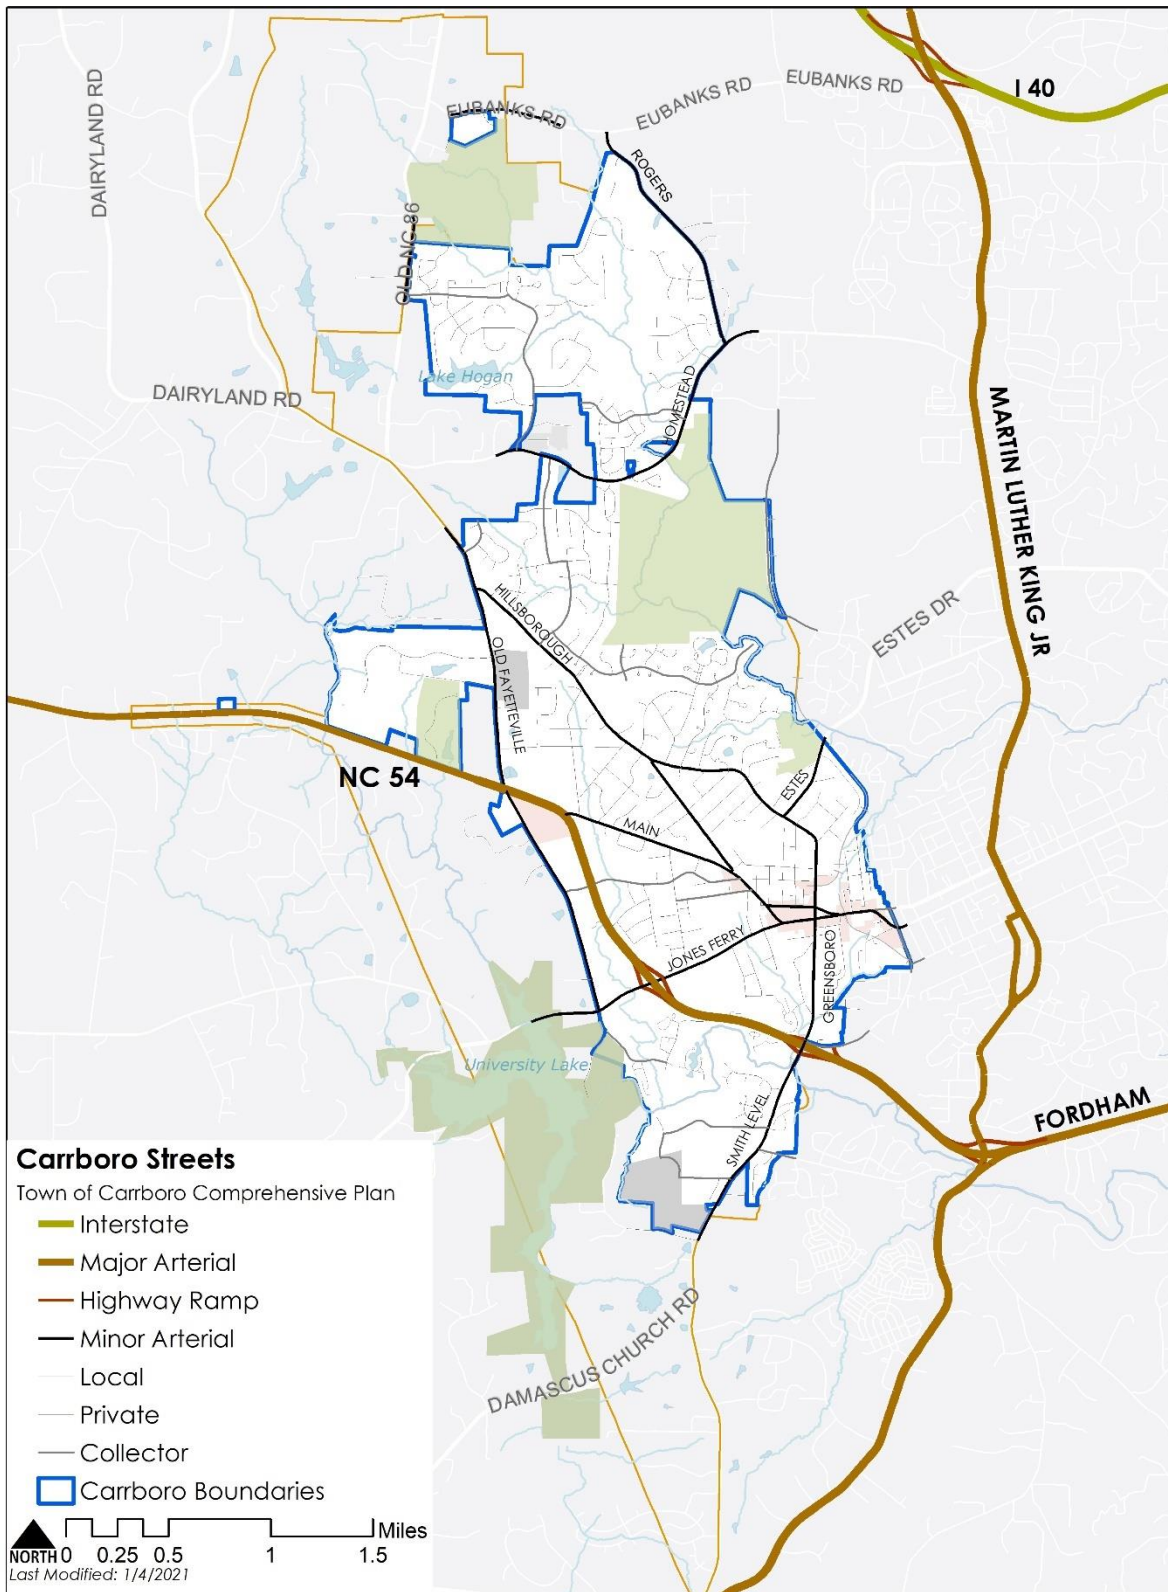 I 40
EUBANKS RD
EUBANKS RD
EUBANKS RD
DAIRYLAND RD
ROGERS
OLD NC 86
Lake Hogan
DAIRYLAND RD
HOMESTEAD
MARTIN LUTHER KING JR
HILLSBOROUGH
ESTES DR
OLD FAYETTEVILLE
NC 54
ESTES
MAIN
JONES FERRY
GREENSBORO
University Lake
SMITH LEVEL
FORDHAM
DAMASCUS CHURCH RD
Carrboro Streets
Town of Carrboro Comprehensive Plan
Interstate
Major Arterial
Highway Ramp
Minor Arterial
Local
Private
Collector
Carrboro Boundaries
Miles
NORTH 0 0.25 0.5 1 1.5
Last Modified: 1/4/2021